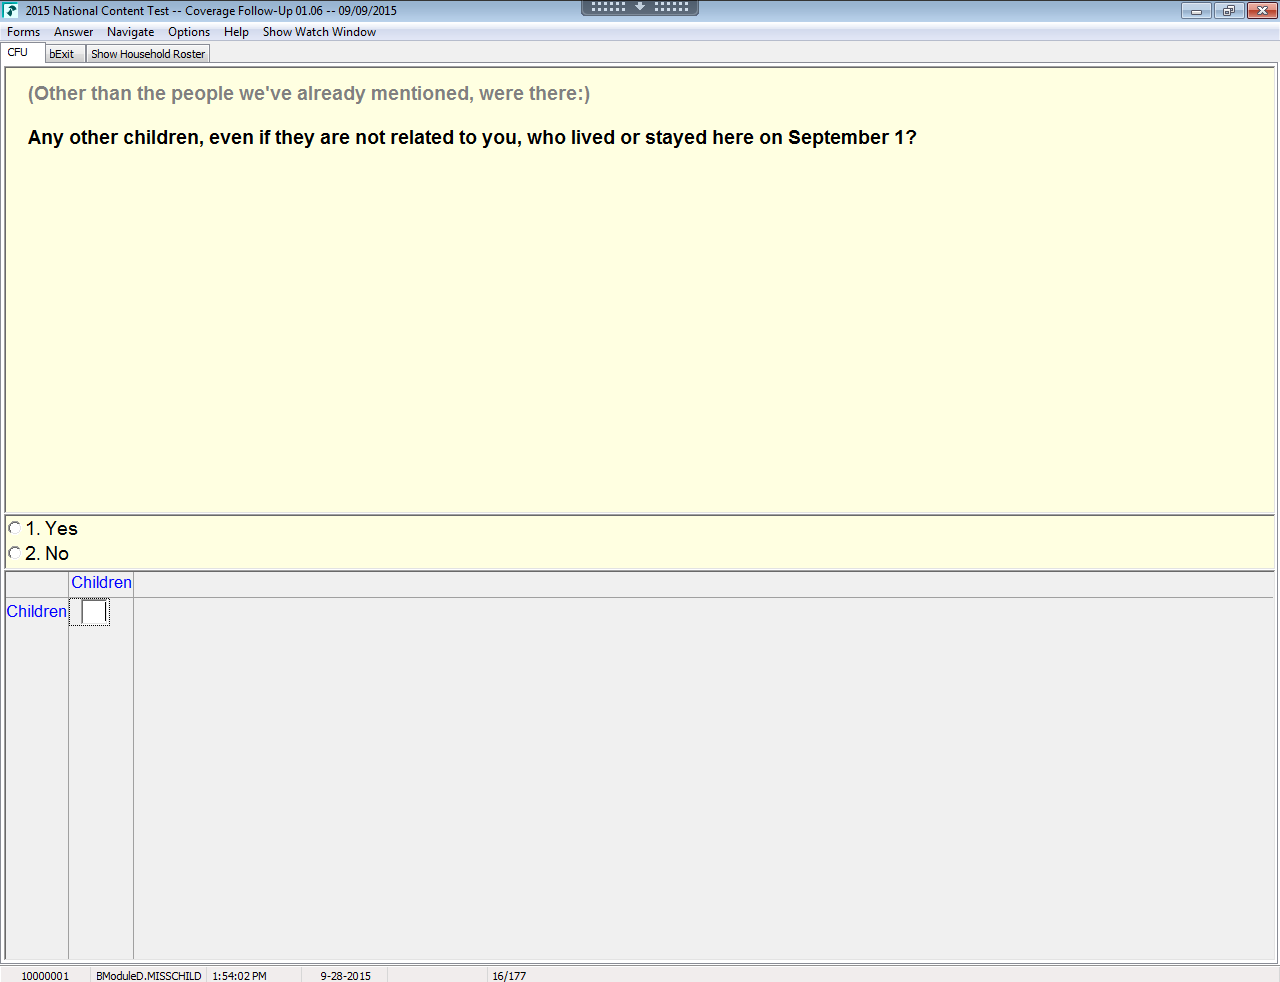 2015 National Content Test -- Coverage Follow-Up 01.06 -- 09/09/2015
Forms Answer Navigate Options Help Show Watch Window
CFU bExit Show Household Roster
(Other than the people we've already mentioned, were there:)
Any other children, even if they are not related to you, who lived or stayed here on September 1?
1. Yes
2. No
Children
Children
10000001 BModuleD.MISSCHILD 1:54:02 PM 9-28-2015 16/177